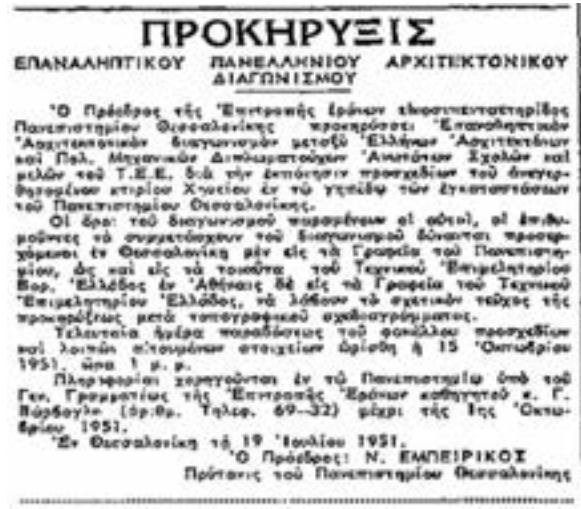 ΠΡΟΚΗΡΥΞΙΣ
ΕΠΑΝΑΛΗΠΤΙΚΟΥ ΠΑΝΕΛΛΗΝΙΟΥ ΑΡΧΙΤΕΚΤΟΝΙΚΟΥ
ΔΙΑΓΩΝΙΣΜΟΥ
Ὁ Πρόεδρος τῆς Ἐπιτροπῆς ἐράνων εἰκοσιπενταετηρίδος
Πανεπιστημίου Θεσσαλονίκης προκηρύσσει Ἐπαναληπτικὸν
Ἀρχιτεκτονικὸν διαγωνισμὸν μεταξὺ Ἑλλήνων Ἀρχιτεκτόνων
καὶ Πολ. Μηχανικῶν Διπλωματούχων Ἀνωτάτων Σχολῶν καὶ
μελῶν τοῦ Τ.Ε.Ε. διὰ τὴν ἐκπόνησιν προσχεδίου τοῦ ἀνεγερ-
θησομένου κτιρίου Χημείου ἐν τῷ γηπέδῳ τῶν ἐγκαταστάσεων
τοῦ Πανεπιστημίου Θεσσαλονίκης.
Οἱ ὅροι τοῦ διαγωνισμοῦ παραμένουν οἱ αὐτοί, οἱ ἐπιθυ-
μοῦντες νὰ συμμετάσχουν τοῦ διαγωνισμοῦ δύνανται προσερ-
χόμενοι ἐν Θεσσαλονίκῃ μὲν εἰς τὰ Γραφεῖα τοῦ Πανεπιστη-
μίου, ὡς καὶ εἰς τὰ τοιαῦτα τοῦ Τεχνικοῦ Ἐπιμελητηρίου
Βορ. Ἑλλάδος ἐν Ἀθήναις δὲ εἰς τὰ Γραφεῖα τοῦ Τεχνικοῦ
Ἐπιμελητηρίου Ἑλλάδος, νὰ λάβουν τὸ σχετικὸν τεῦχος τῆς
προκηρύξεως μετὰ τοπογραφικοῦ σχεδιαγράμματος.
Τελευταία ἡμέρα παραδόσεως τοῦ φακέλλου προσχεδίων
καὶ λοιπῶν αἰτουμένων στοιχείων ὡρίσθη ἡ 15 Ὀκτωβρίου
1951, ὥρα 1 μ. μ.
Πληροφορίαι χορηγοῦνται ἐν τῷ Πανεπιστημίῳ ὑπὸ τοῦ
Γεν. Γραμματέως τῆς Ἐπιτροπῆς Ἐράνων καθηγητοῦ κ. Γ.
(ἀριθμ. Τηλεφ. 69-32) μέχρι τῆς 1ης Ὀκτω-
βρίου 1951.
Ἐν Θεσσαλονίκῃ τῇ 19 Ἰουλίου 1951.
Ὁ Πρόεδρος: Ν. ΕΜΠΕΙΡΙΚΟΣ
Πρύτανις τοῦ Πανεπιστημίου Θεσσαλονίκης